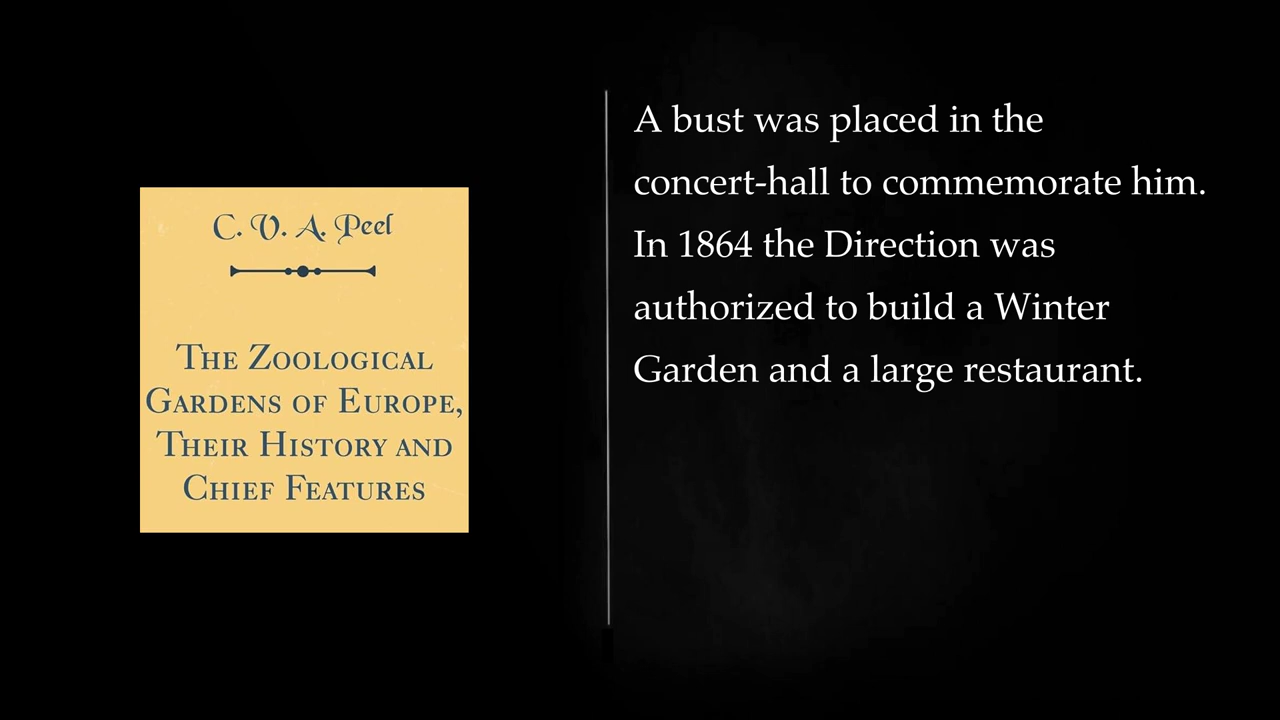 C. V. A. Peel
The Zoological
Gardens of Europe,
Their History and
Chief Features
A bust was placed in the
concert-hall to commemorate him.
In 1864 the Direction was
authorized to build a Winter
Garden and a large restaurant.